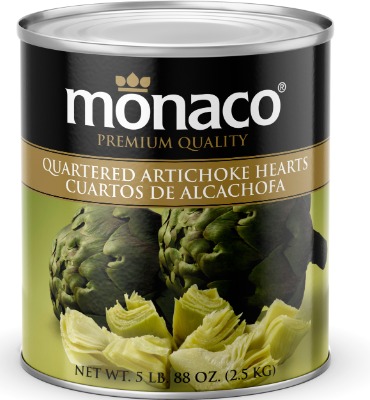 monaco®
PREMIUM QUALITY
QUARTERED ARTICHOKE HEARTS
CUARTOS DE ALCACHOFA
NET WT. 5 LB, 88 OZ. (2.5 KG)